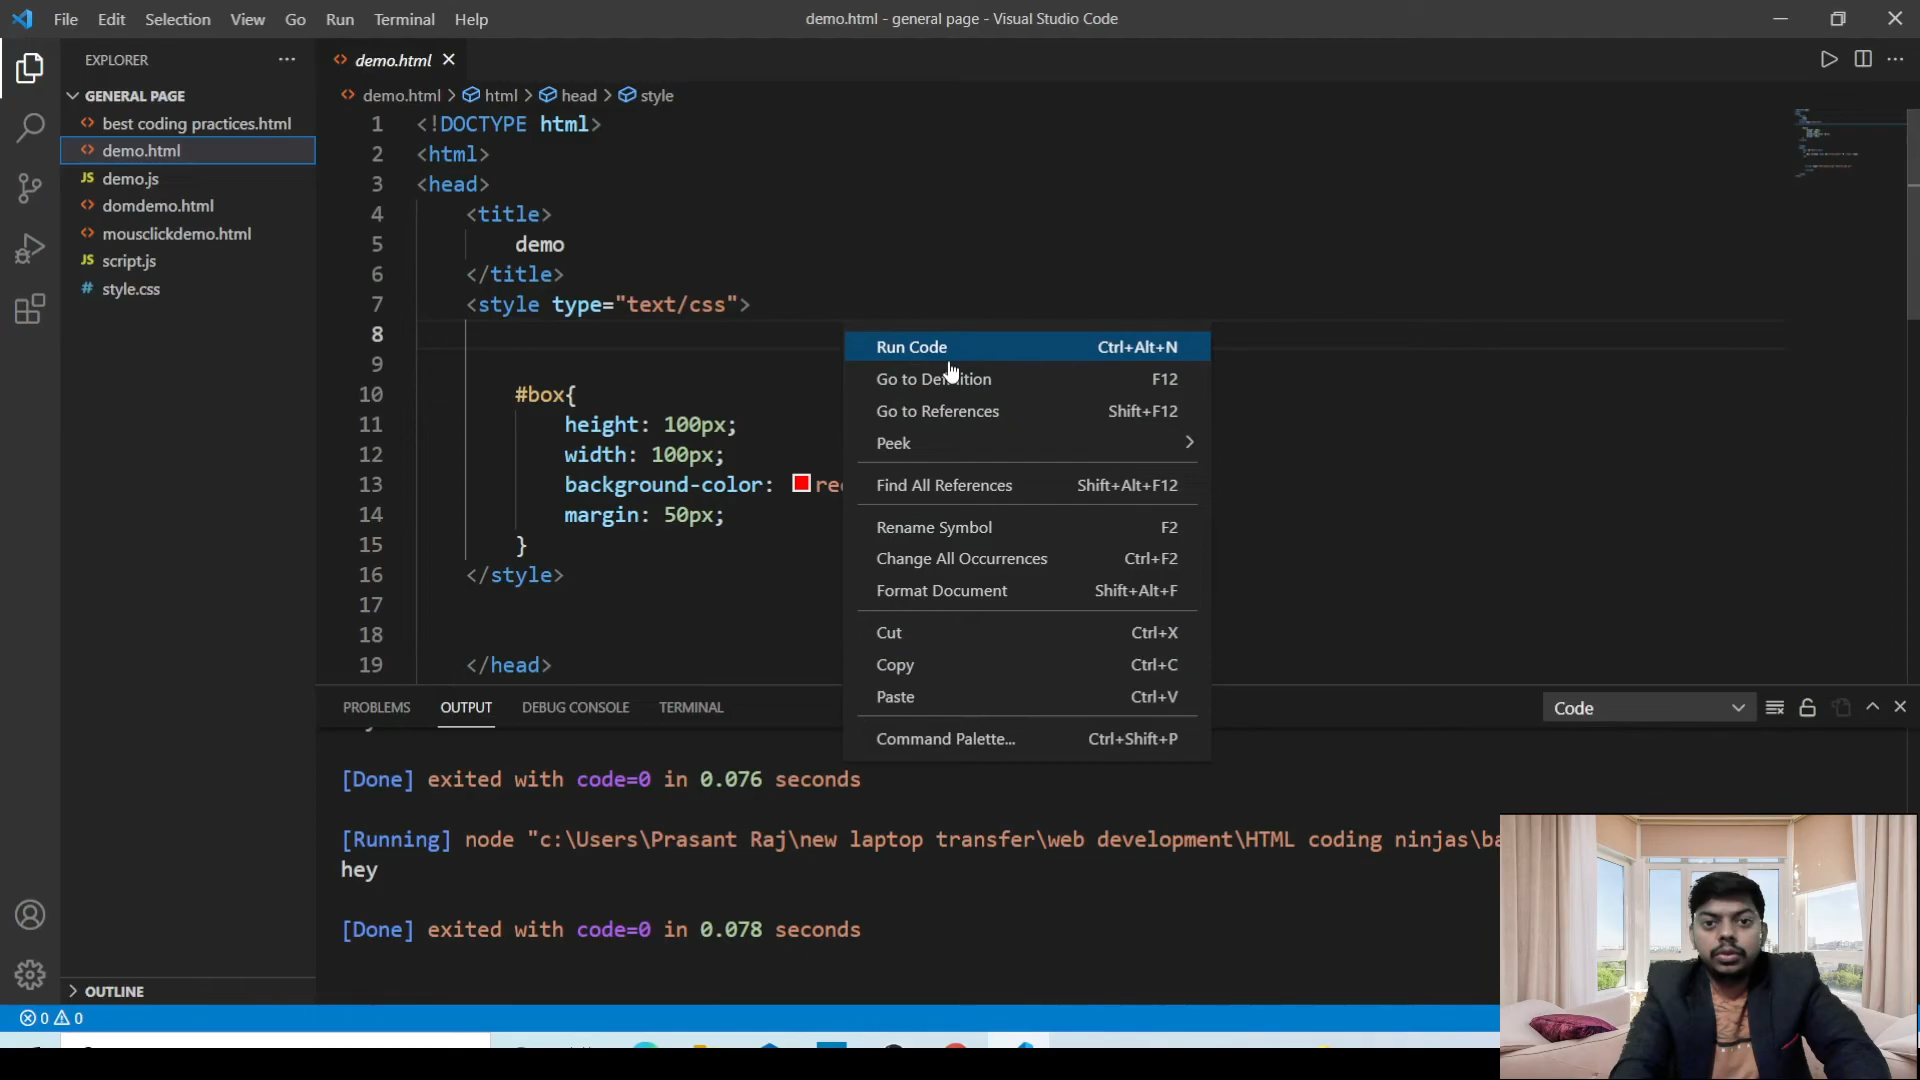 File Edit Selection View Go Run Terminal Help
demo.html - general page - Visual Studio Code
EXPLORER
demo.html
GENERAL PAGE
demo.html > html > head > style
best coding practices.html
demo.html
JS demo.js
domdemo.html
mousclickdemo.html
JS script.js
# style.css
1 <!DOCTYPE html>
2 <html>
3 <head>
4 <title>
5 demo
6 </title>
7 <style type="text/css">
8
9
10 #box{
11 height: 100px;
12 width: 100px;
13 background-color:
14 margin: 50px;
15 }
16 </style>
17
18
19 </head>
Run Code Ctrl+Alt+N
Go to Definition F12
Go to References Shift+F12
Peek
Find All References Shift+Alt+F12
Rename Symbol F2
Change All Occurrences Ctrl+F2
Format Document Shift+Alt+F
Cut Ctrl+X
Copy Ctrl+C
Paste Ctrl+V
Command Palette... Ctrl+Shift+P
PROBLEMS OUTPUT DEBUG CONSOLE TERMINAL
Code
[Done] exited with code=0 in 0.076 seconds
[Running] node "c:\Users\Prasant Raj\new laptop transfer\web development\HTML coding ninjas\ba
hey
[Done] exited with code=0 in 0.078 seconds
OUTLINE
0 0